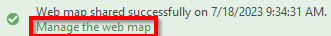 Web map shared successfully on 7/18/2023 9:34:31 AM.
Manage the web map